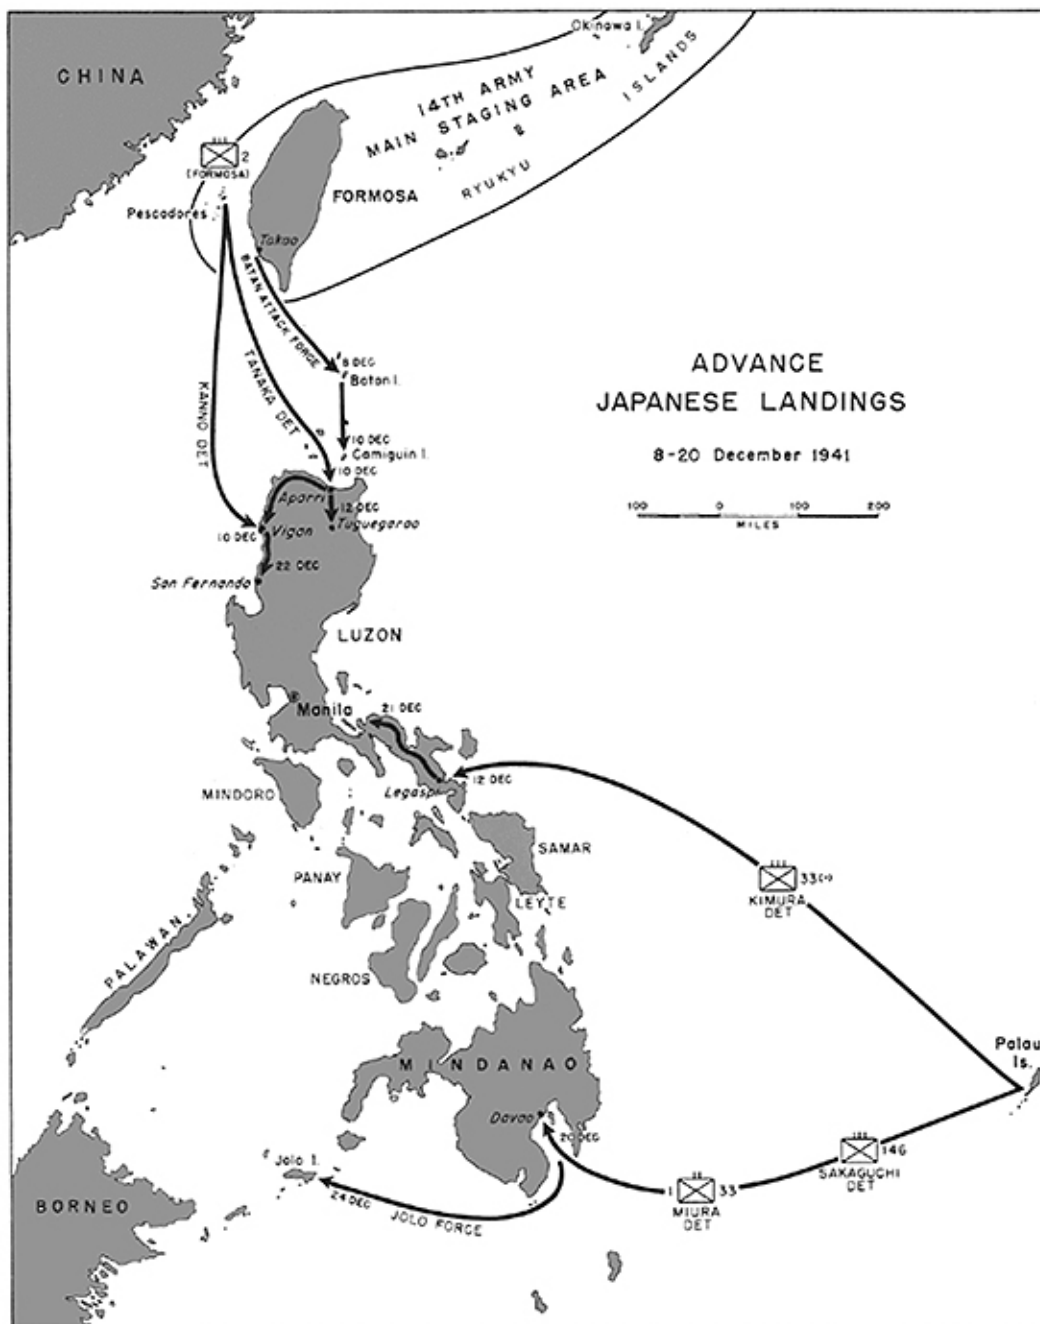 Okinawa I.
CHINA
14TH ARMY
MAIN STAGING AREA
ISLANDS
RYUKYU
2
(FORMOSA)
FORMOSA
Pescadores
Takao
BATAN ATTACK FORCE
TANAKA DET
KANNO DET
8 DEC
Batan I.
10 DEC
Camiguin I.
10 DEC
Aparri
12 DEC
Tuguegarao
10 DEC
Vigan
22 DEC
San Fernando
ADVANCE
JAPANESE LANDINGS
8-20 December 1941
100 0 100 200
MILES
LUZON
Manila
21 DEC
Legaspi
12 DEC
MINDORO
SAMAR
PANAY
LEYTE
33(-)
KIMURA
DET
PALAWAN
NEGROS
MINDANAO
Palau
Is.
Davao
20 DEC
146
SAKAGUCHI
DET
1 33
MIURA
DET
Jolo I.
24 DEC
JOLO FORCE
BORNEO